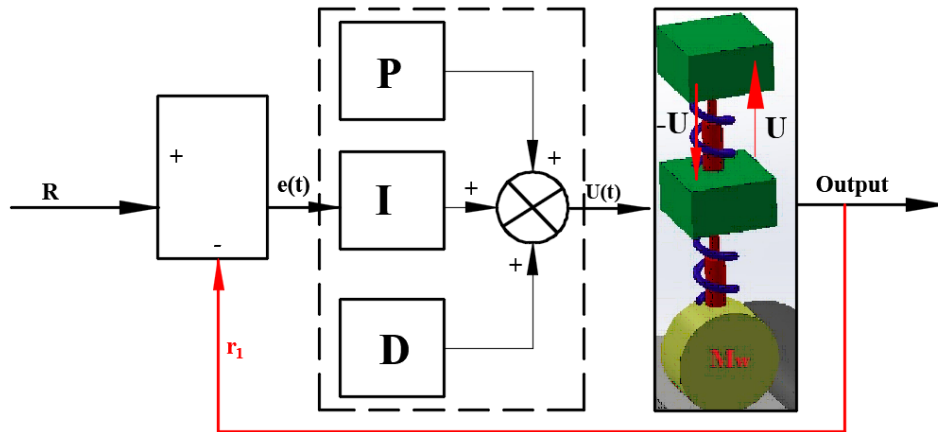 P
+
-U
U
+
R
e(t)
I
+
U(t)
Output
-
+
r₁
D
Mw